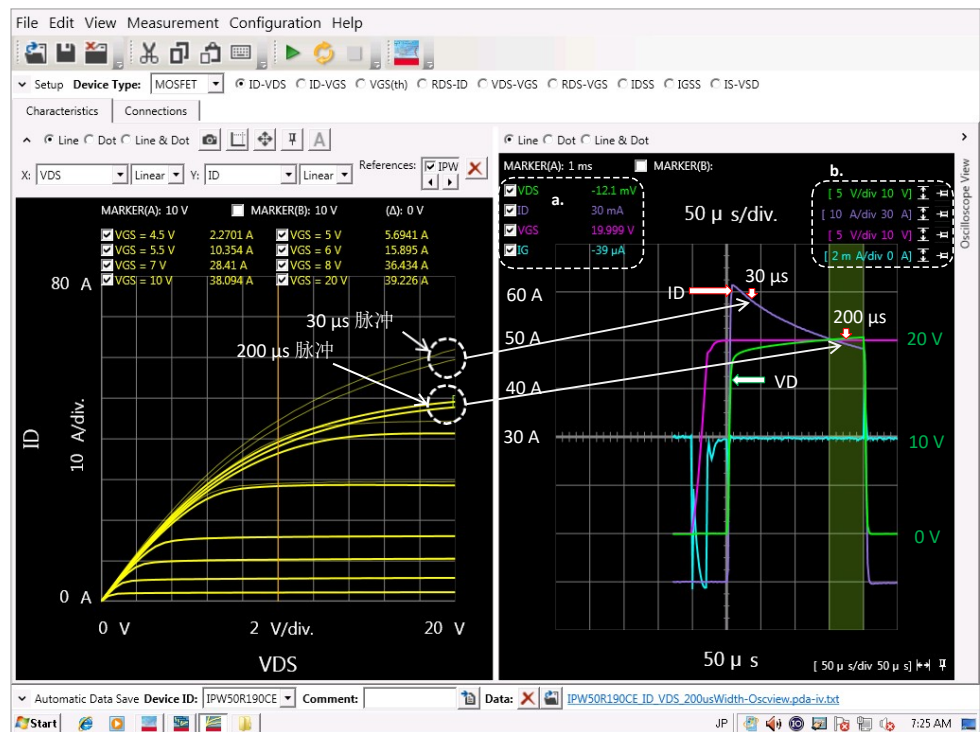 File Edit View Measurement Configuration Help
Setup Device Type: MOSFET ID-VDS ID-VGS VGS(th) RDS-ID VDS-VGS RDS-VGS IDSS IGSS IS-VSD
Characteristics Connections
Line Dot Line & Dot A
X: VDS Linear Y: ID Linear References: IPW
MARKER(A): 10 V MARKER(B): 10 V (Δ): 0 V
VGS = 4.5 V 2.2701 A VGS = 5 V 5.6941 A
VGS = 5.5 V 10.354 A VGS = 6 V 15.895 A
VGS = 7 V 28.41 A VGS = 8 V 36.434 A
VGS = 10 V 38.094 A VGS = 20 V 39.226 A
80 A
30 µs 脉冲
200 µs 脉冲
ID
10 A/div.
0 A
0 V 2 V/div. 20 V
VDS
Line Dot Line & Dot
Oscilloscope View
MARKER(A): 1 ms MARKER(B):
VDS -12.1 mV
ID 30 mA
VGS 19.999 V
IG -39 µA
a.
50 µ s/div.
b.
[ 5 V/div 10 V]
[ 10 A/div 30 A]
[ 5 V/div 10 V]
[ 2 m A/div 0 A]
60 A
50 A
40 A
30 A
ID
30 µs
200 µs
VD
20 V
10 V
0 V
50 µ s
[ 50 µ s/div 50 µ s]
Automatic Data Save Device ID: IPW50R190CE Comment: Data: IPW50R190CE_ID_VDS_200usWidth-Oscview.pda-iv.txt
Start JP 7:25 AM